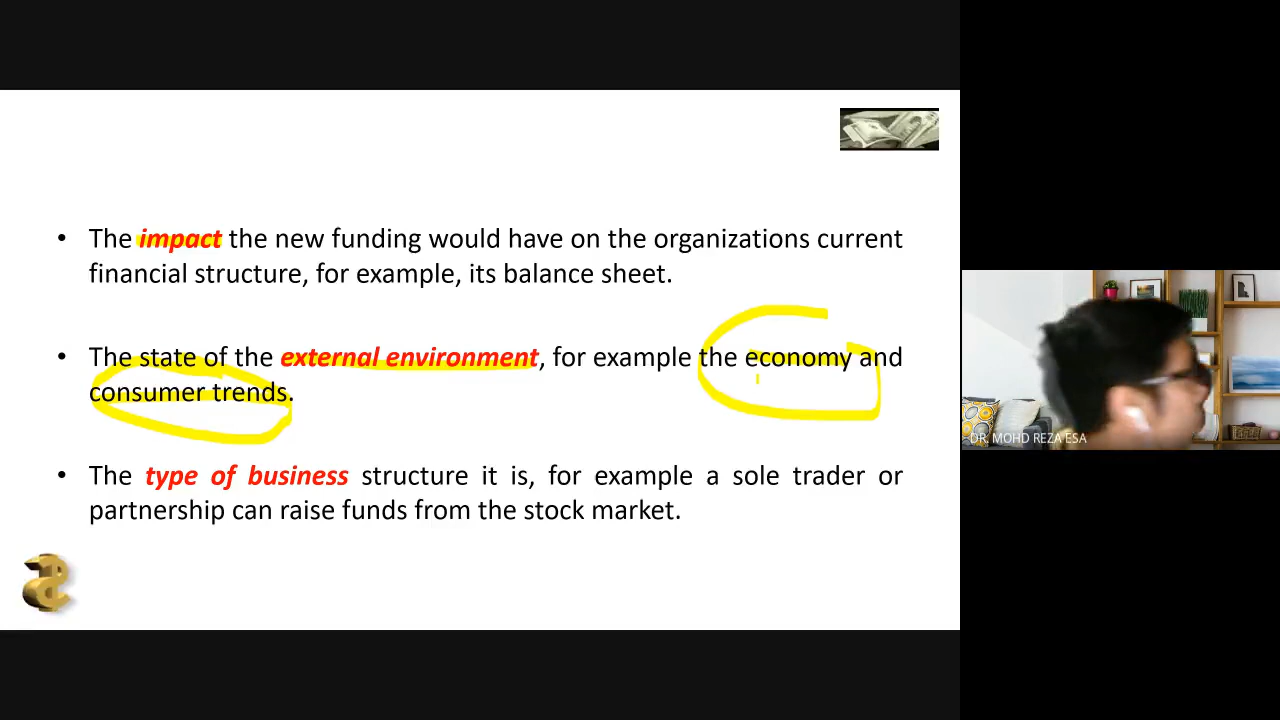 • The impact the new funding would have on the organizations current
financial structure, for example, its balance sheet.
• The state of the external environment, for example the economy and
consumer trends.
• The type of business structure it is, for example a sole trader or
partnership can raise funds from the stock market.
DR. MOHD REZA ESA